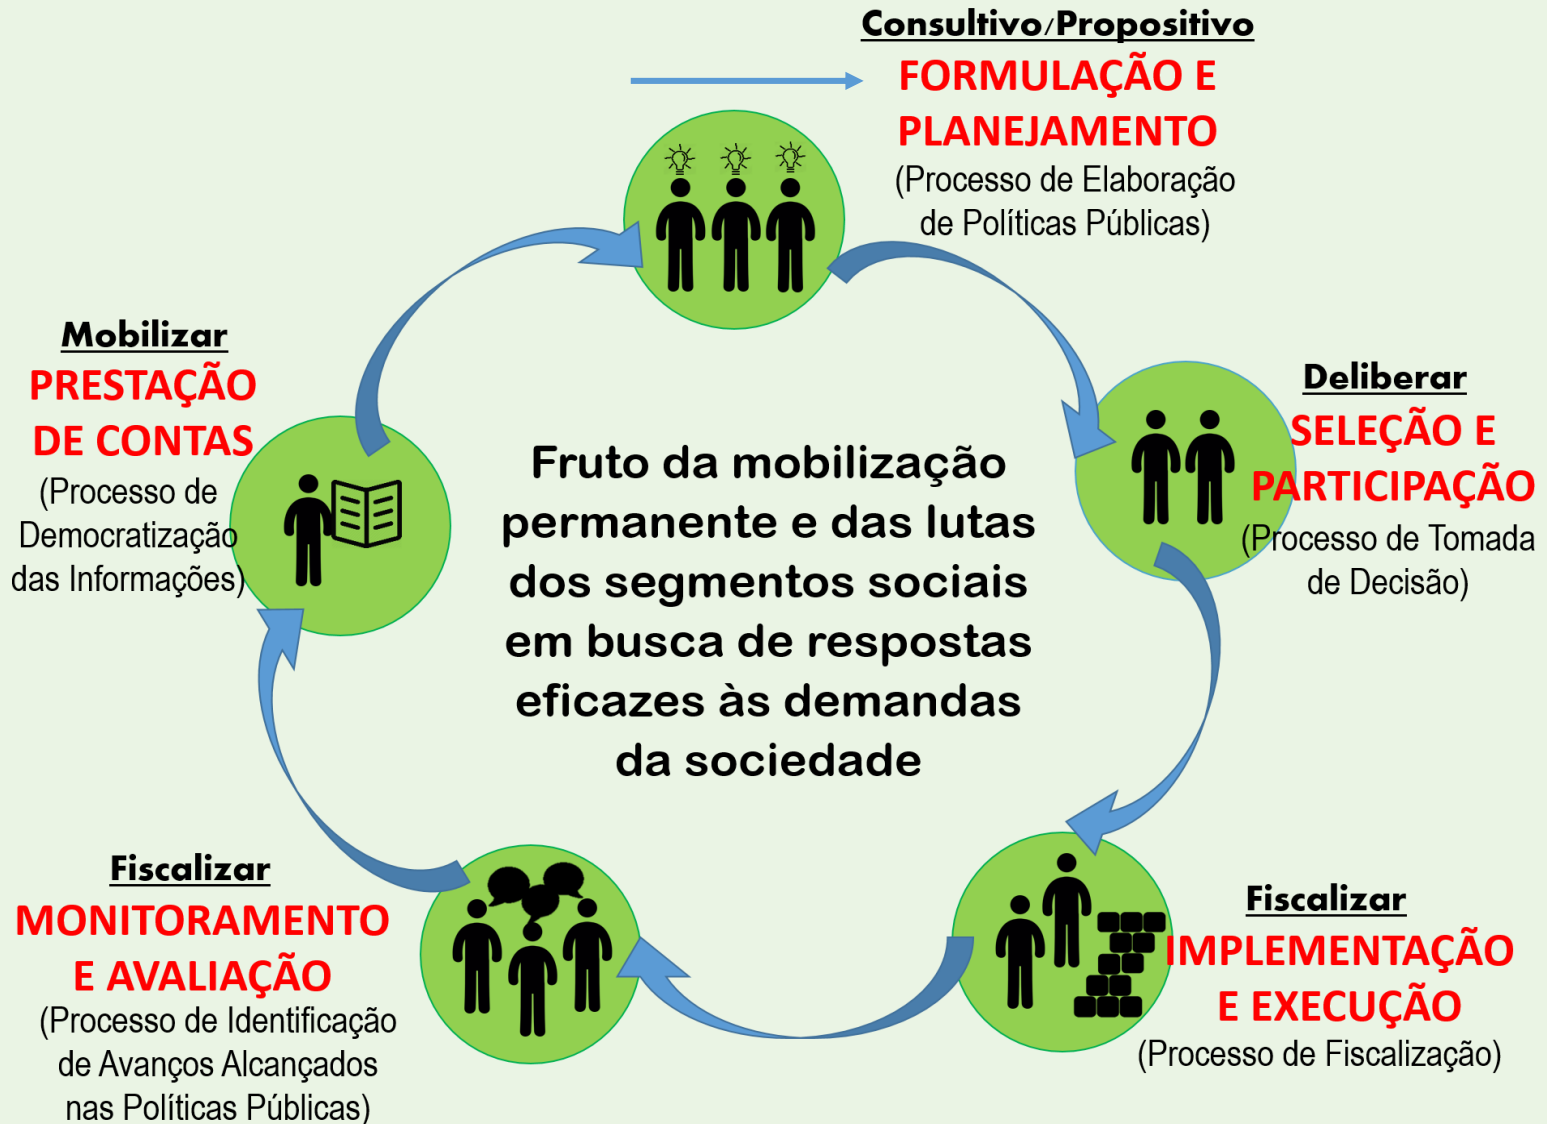 Consultivo/Propositivo
FORMULAÇÃO E
PLANEJAMENTO
(Processo de Elaboração
de Políticas Públicas)
Deliberar
SELEÇÃO E
PARTICIPAÇÃO
(Processo de Tomada
de Decisão)
Fiscalizar
IMPLEMENTAÇÃO
E EXECUÇÃO
(Processo de Fiscalização)
Fiscalizar
MONITORAMENTO
E AVALIAÇÃO
(Processo de Identificação
de Avanços Alcançados
nas Políticas Públicas)
Mobilizar
PRESTAÇÃO
DE CONTAS
(Processo de
Democratização
das Informações)
Fruto da mobilização
permanente e das lutas
dos segmentos sociais
em busca de respostas
eficazes às demandas
da sociedade